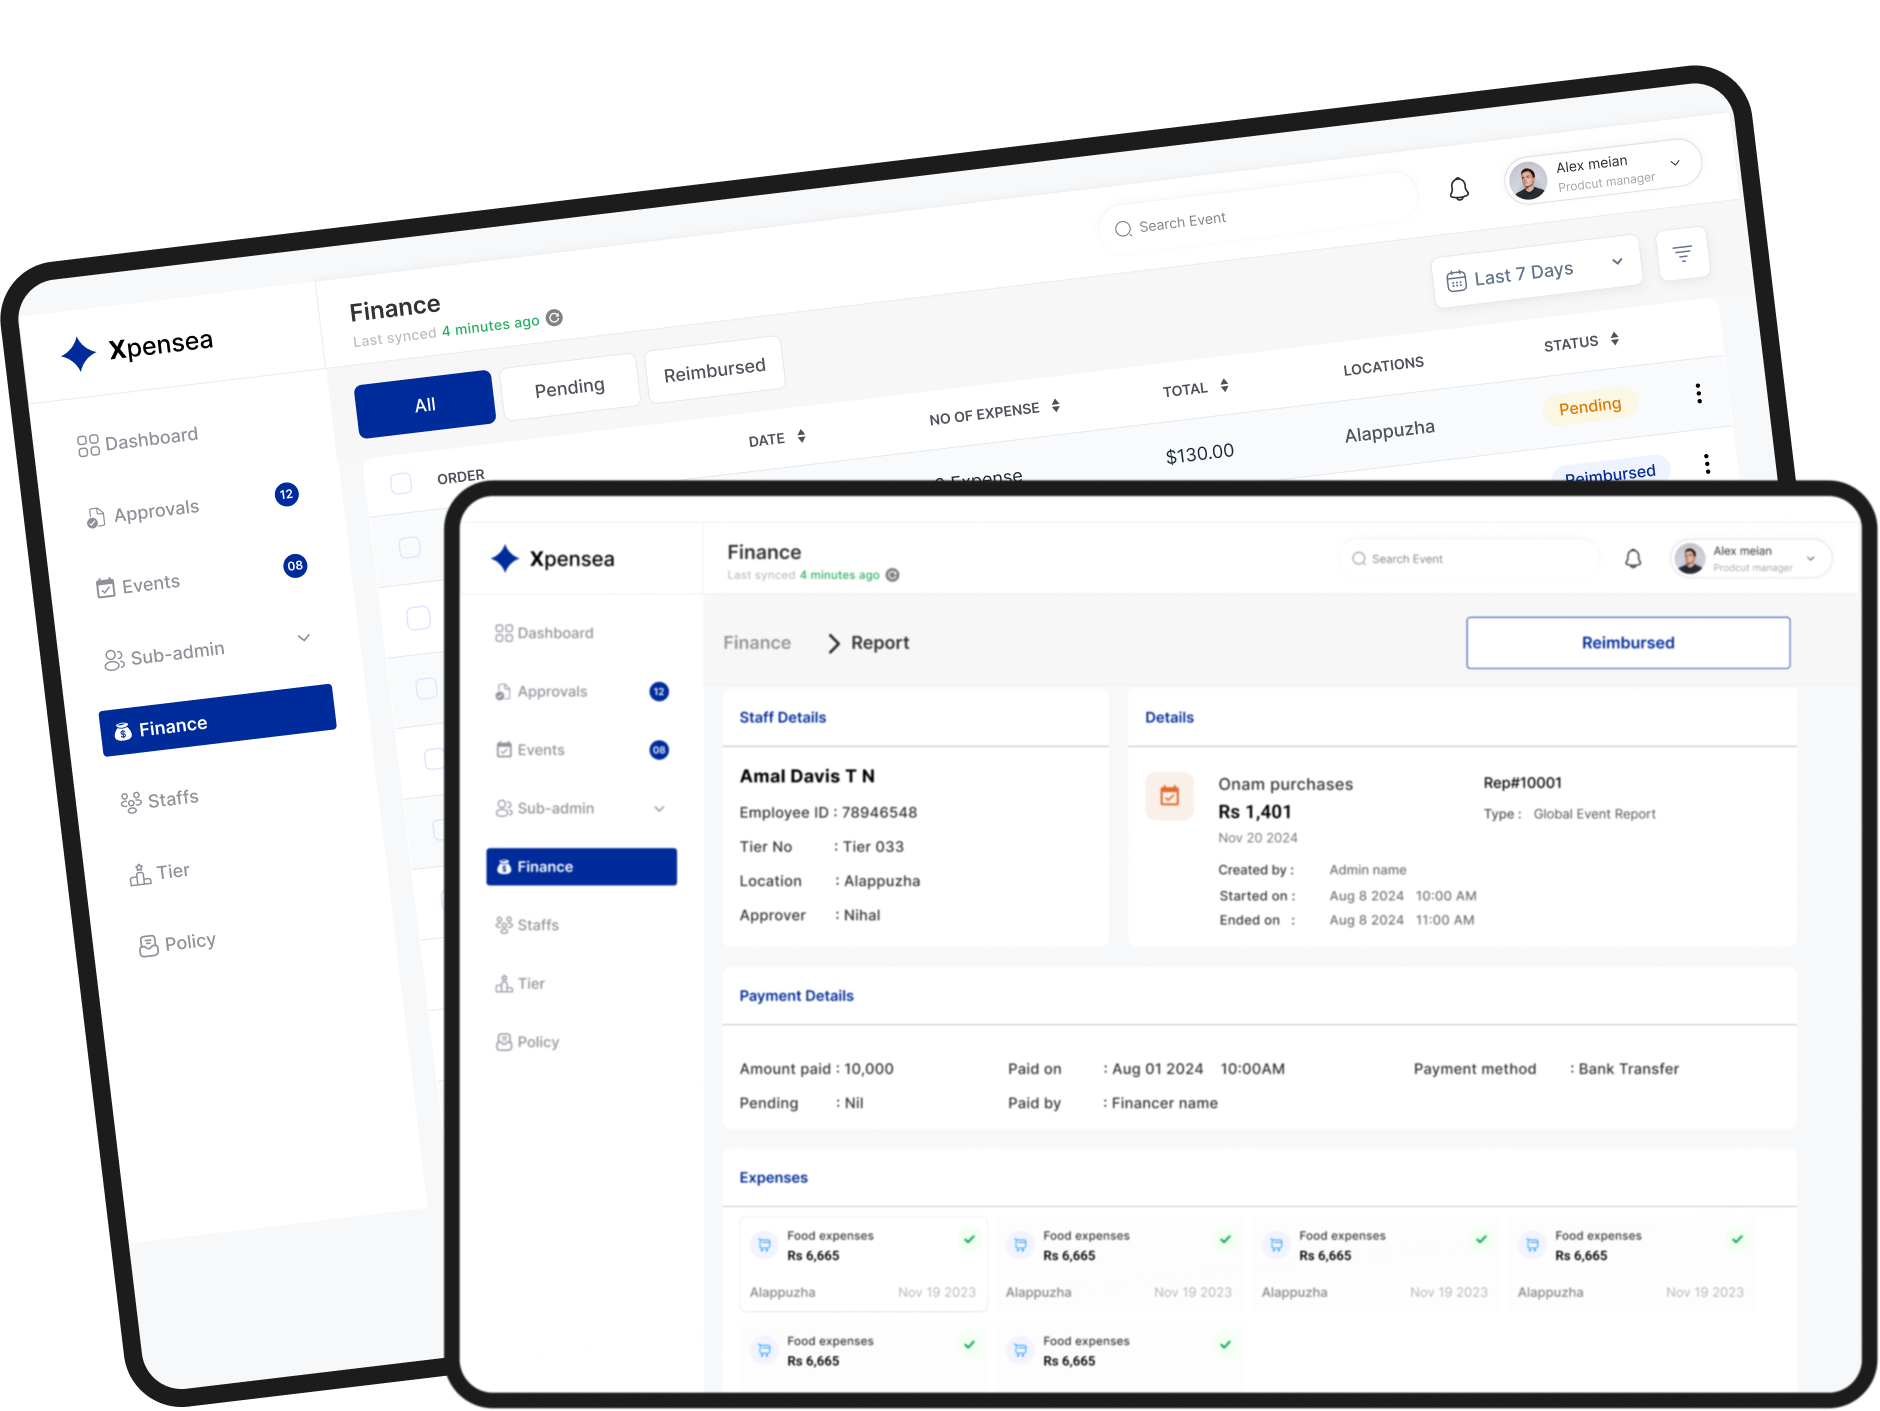 Alex meian
Prodcut manager
Search Event
Finance
Last synced 4 minutes ago
Last 7 Days
Xpensea
All
Pending
Reimbursed
ORDER
DATE
NO OF EXPENSE
TOTAL
LOCATIONS
STATUS
Expense
$130.00
Alappuzha
Pending
Reimbursed
Dashboard
Approvals
12
Events
08
Sub-admin
Finance
Staffs
Tier
Policy
Xpensea
Finance
Last synced 4 minutes ago
Search Event
Alex meian
Prodcut manager
Dashboard
Approvals
12
Events
08
Sub-admin
Finance
Staffs
Tier
Policy
Finance
Report
Reimbursed
Staff Details
Amal Davis T N
Employee ID : 78946548
Tier No : Tier 033
Location : Alappuzha
Approver : Nihal
Details
Onam purchases
Rs 1,401
Nov 20 2024
Rep#10001
Type : Global Event Report
Created by : Admin name
Started on : Aug 8 2024 10:00 AM
Ended on : Aug 8 2024 11:00 AM
Payment Details
Amount paid : 10,000 Paid on : Aug 01 2024 10:00AM Payment method : Bank Transfer
Pending : Nil Paid by : Financer name
Expenses
Food expenses
Rs 6,665
Alappuzha Nov 19 2023
Food expenses
Rs 6,665
Alappuzha Nov 19 2023
Food expenses
Rs 6,665
Alappuzha Nov 19 2023
Food expenses
Rs 6,665
Alappuzha Nov 19 2023
Food expenses
Rs 6,665
Food expenses
Rs 6,665